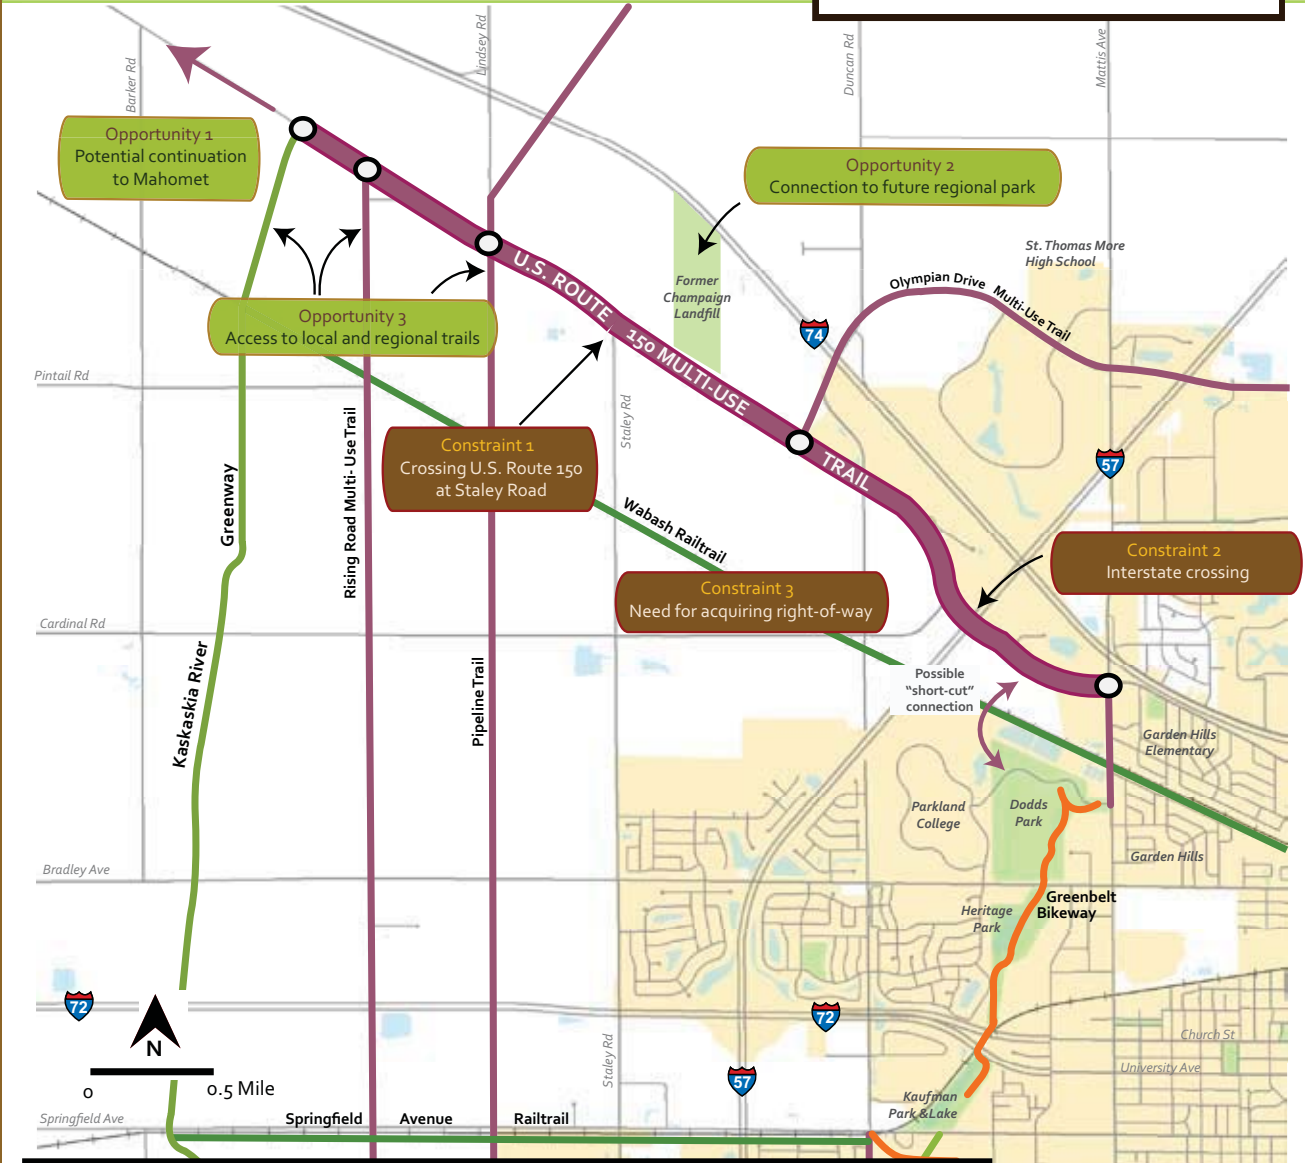 Barker Rd
Lindsey Rd
Duncan Rd
Mattis Ave
Opportunity 1
Potential continuation
to Mahomet
Opportunity 2
Connection to future regional park
St. Thomas More
High School
Former
Champaign
Landfill
Olympian Drive Multi-Use Trail
U.S. ROUTE 150 MULTI-USE TRAIL
74
Opportunity 3
Access to local and regional trails
Pintail Rd
Staley Rd
Constraint 1
Crossing U.S. Route 150
at Staley Road
57
Greenway
Rising Road Multi- Use Trail
Wabash Railtrail
Constraint 2
Interstate crossing
Constraint 3
Need for acquiring right-of-way
Cardinal Rd
Kaskaskia River
Pipeline Trail
Possible
“short-cut”
connection
Garden Hills
Elementary
Parkland
College
Dodds
Park
Garden Hills
Bradley Ave
Greenbelt
Bikeway
Heritage
Park
72
72
N
0
0.5 Mile
Staley Rd
57
Church St
University Ave
Kaufman
Park &Lake
Springfield Ave
Springfield Avenue Railtrail